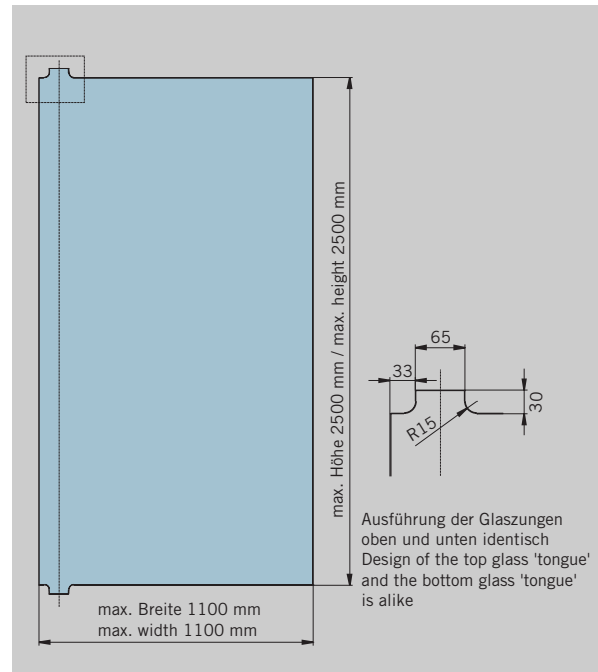 max. Höhe 2500 mm / max. height 2500 mm
65
33
30
R15
Ausführung der Glaszungen
oben und unten identisch
Design of the top glass 'tongue'
and the bottom glass 'tongue'
is alike
max. Breite 1100 mm
max. width 1100 mm